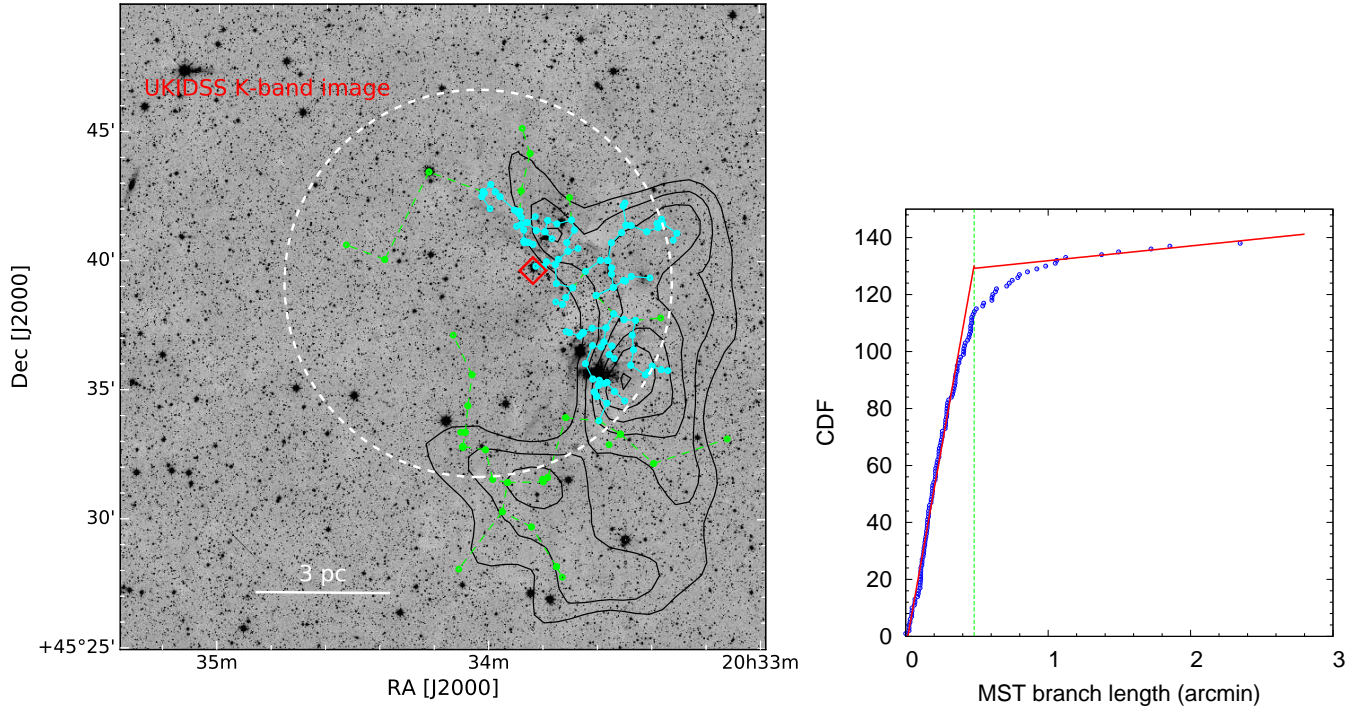 UKIDSS K-band image
45'
40'
35'
30'
+45°25'
Dec [J2000]
3 pc
35m
34m
20h33m
RA [J2000]
140
120
100
80
60
40
20
0
CDF
0
1
2
3
MST branch length (arcmin)